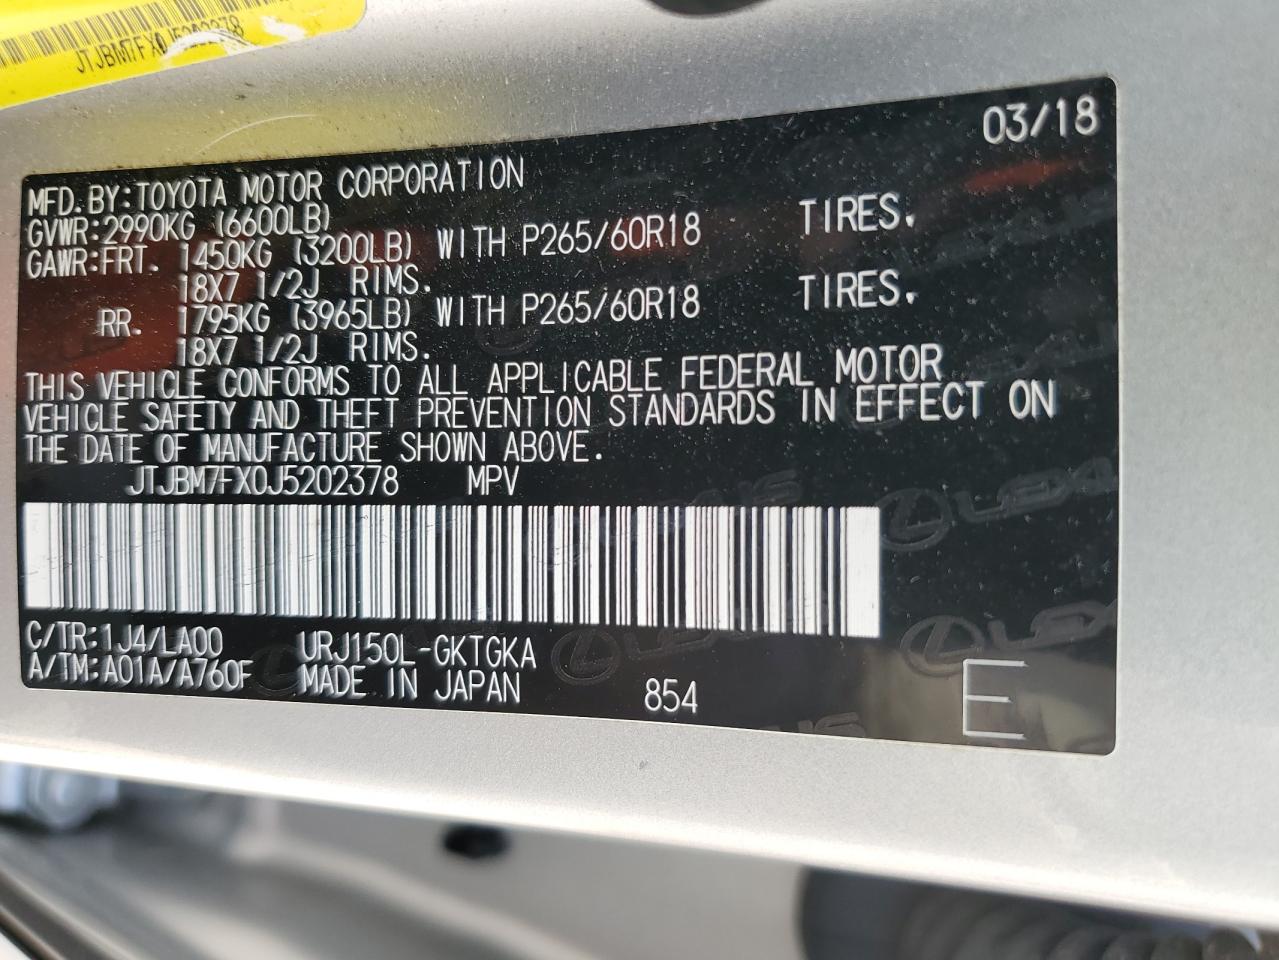 JTJBM7FX0J5202378
03/18
MFD.BY:TOYOTA MOTOR CORPORATION
GVWR:2990KG (6600LB)
GAWR:FRT. 1450KG (3200LB) WITH P265/60R18 TIRES.
18X7 1/2J RIMS.
RR. 1795KG (3965LB) WITH P265/60R18 TIRES.
18X7 1/2J RIMS.
THIS VEHICLE CONFORMS TO ALL APPLICABLE FEDERAL MOTOR
VEHICLE SAFETY AND THEFT PREVENTION STANDARDS IN EFFECT ON
THE DATE OF MANUFACTURE SHOWN ABOVE.
JTJBM7FX0J5202378 MPV
LEXUS
LEXUS
C/TR:1J4/LA00 URJ150L-GKTGKA
A/TM:A01A/A760F MADE IN JAPAN 854 E